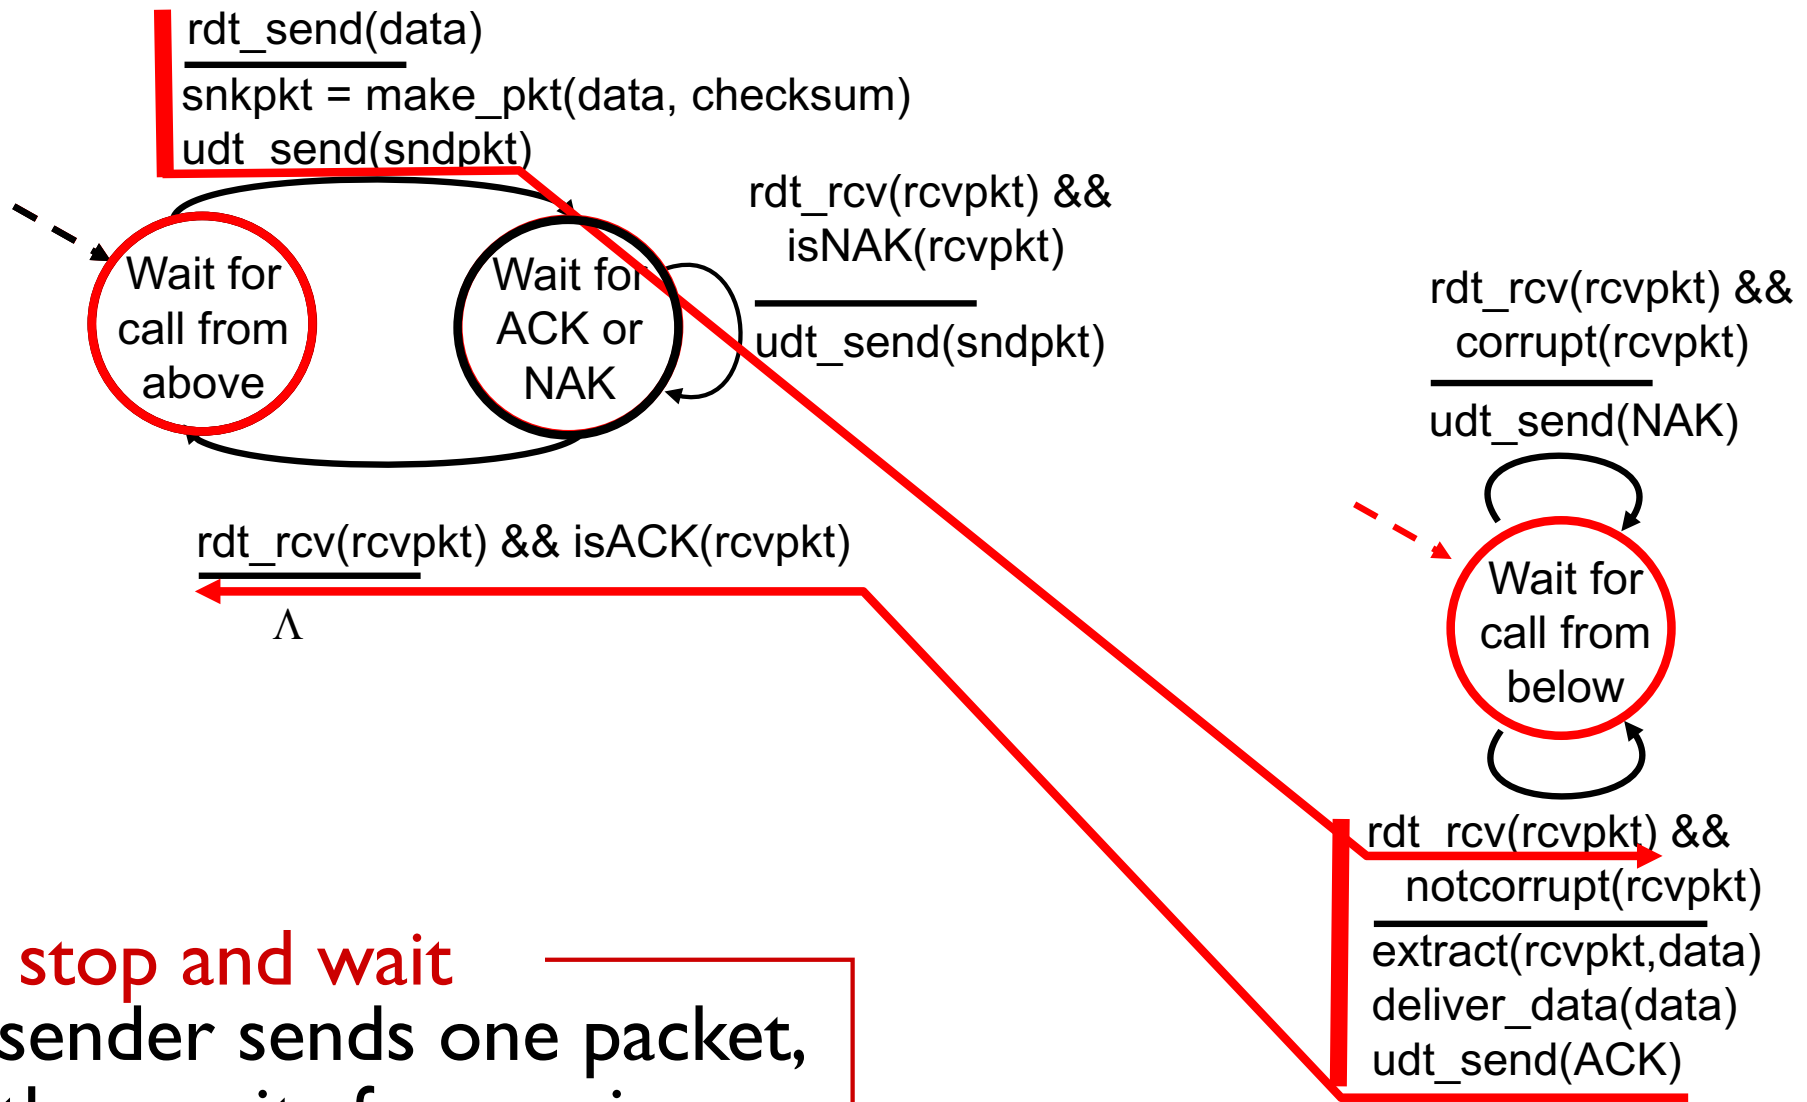 rdt_send(data)
snkpkt = make_pkt(data, checksum)
udt_send(sndpkt)
Wait for
call from
above
Wait for
ACK or
NAK
rdt_rcv(rcvpkt) &&
isNAK(rcvpkt)
udt_send(sndpkt)
rdt_rcv(rcvpkt) && isACK(rcvpkt)
Λ
rdt_rcv(rcvpkt) &&
corrupt(rcvpkt)
udt_send(NAK)
Wait for
call from
below
rdt_rcv(rcvpkt) &&
notcorrupt(rcvpkt)
extract(rcvpkt,data)
deliver_data(data)
udt_send(ACK)
stop and wait
sender sends one packet,